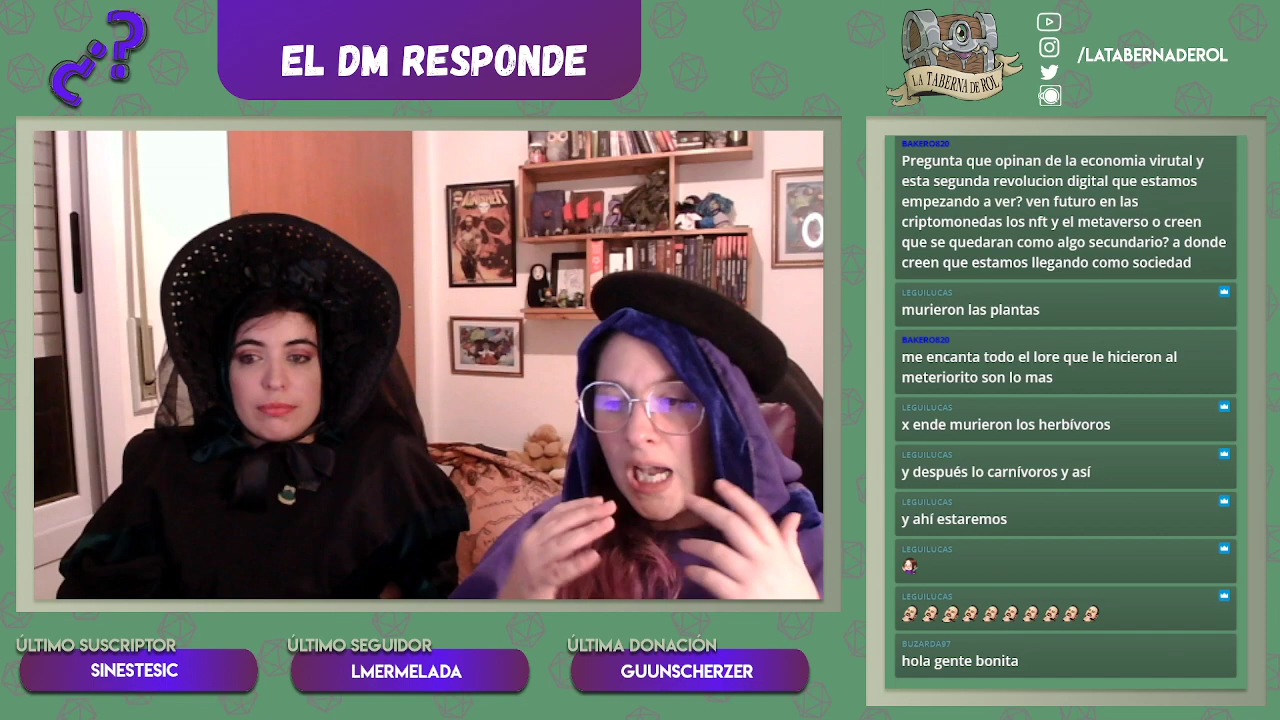 ¿?
EL DM RESPONDE
LA TABERNA DE ROL
/LATABERNADEROL
BAKERO820
Pregunta que opinan de la economia virutal y
esta segunda revolucion digital que estamos
empezando a ver? ven futuro en las
criptomonedas los nft y el metaverso o creen
que se quedaran como algo secundario? a donde
creen que estamos llegando como sociedad
LEGUILUCAS
murieron las plantas
BAKERO820
me encanta todo el lore que le hicieron al
meteriorito son lo mas
LEGUILUCAS
x ende murieron los herbívoros
LEGUILUCAS
y después lo carnívoros y así
LEGUILUCAS
y ahí estaremos
LEGUILUCAS
LEGUILUCAS
BUZARDA97
hola gente bonita
ÚLTIMO SUSCRIPTOR
SINESTESIC
ÚLTIMO SEGUIDOR
LMERMELADA
ÚLTIMA DONACIÓN
GUUNSCHERZER